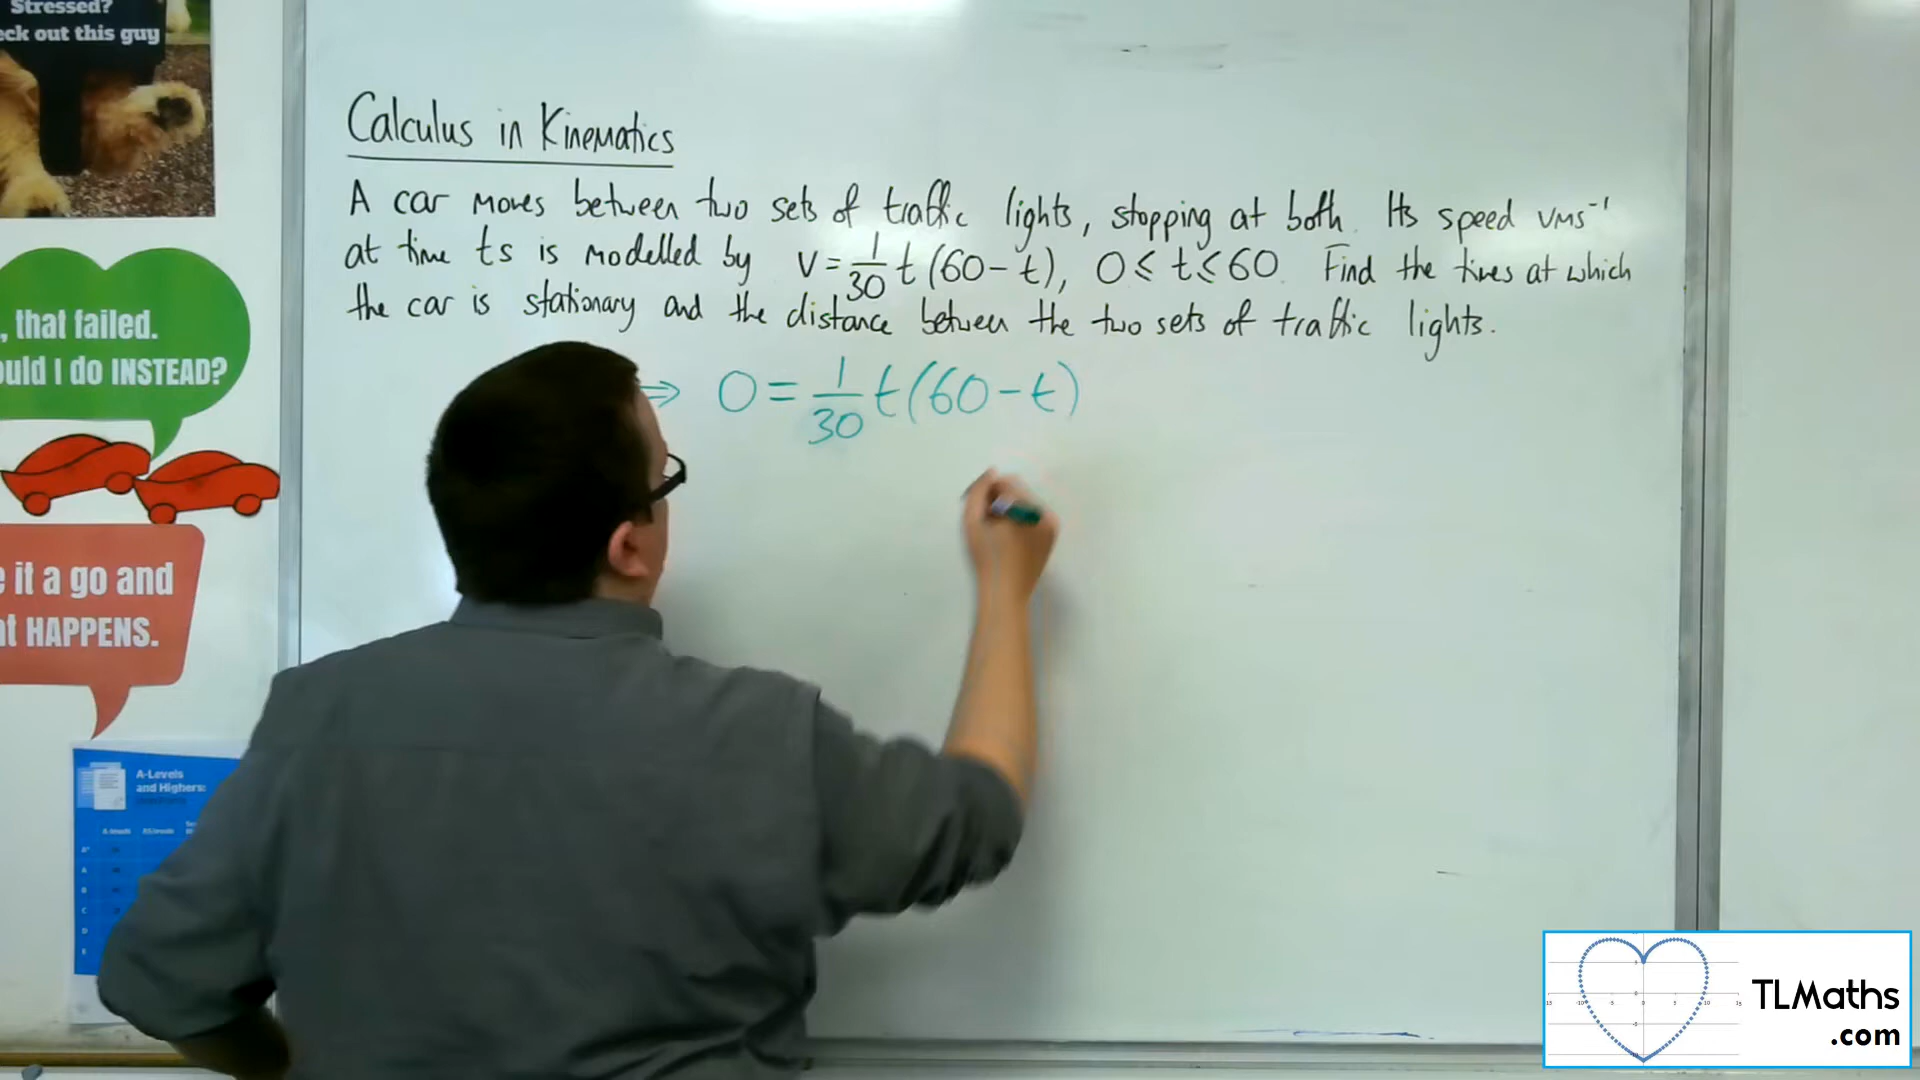 Stressed?
eck out this guy
Calculus in Kinematics
A car moves between two sets of traffic lights, stopping at both. Its speed vms⁻¹
at time ts is modelled by v = 1/30 t (60 - t), 0 ≤ t ≤ 60. Find the times at which
the car is stationary and the distance between the two sets of traffic lights.
⇒ 0 = 1/30 t(60 - t)
, that failed.
ould I do INSTEAD?
e it a go and
at HAPPENS.
A-Levels
and Highers:
TLMaths
.com